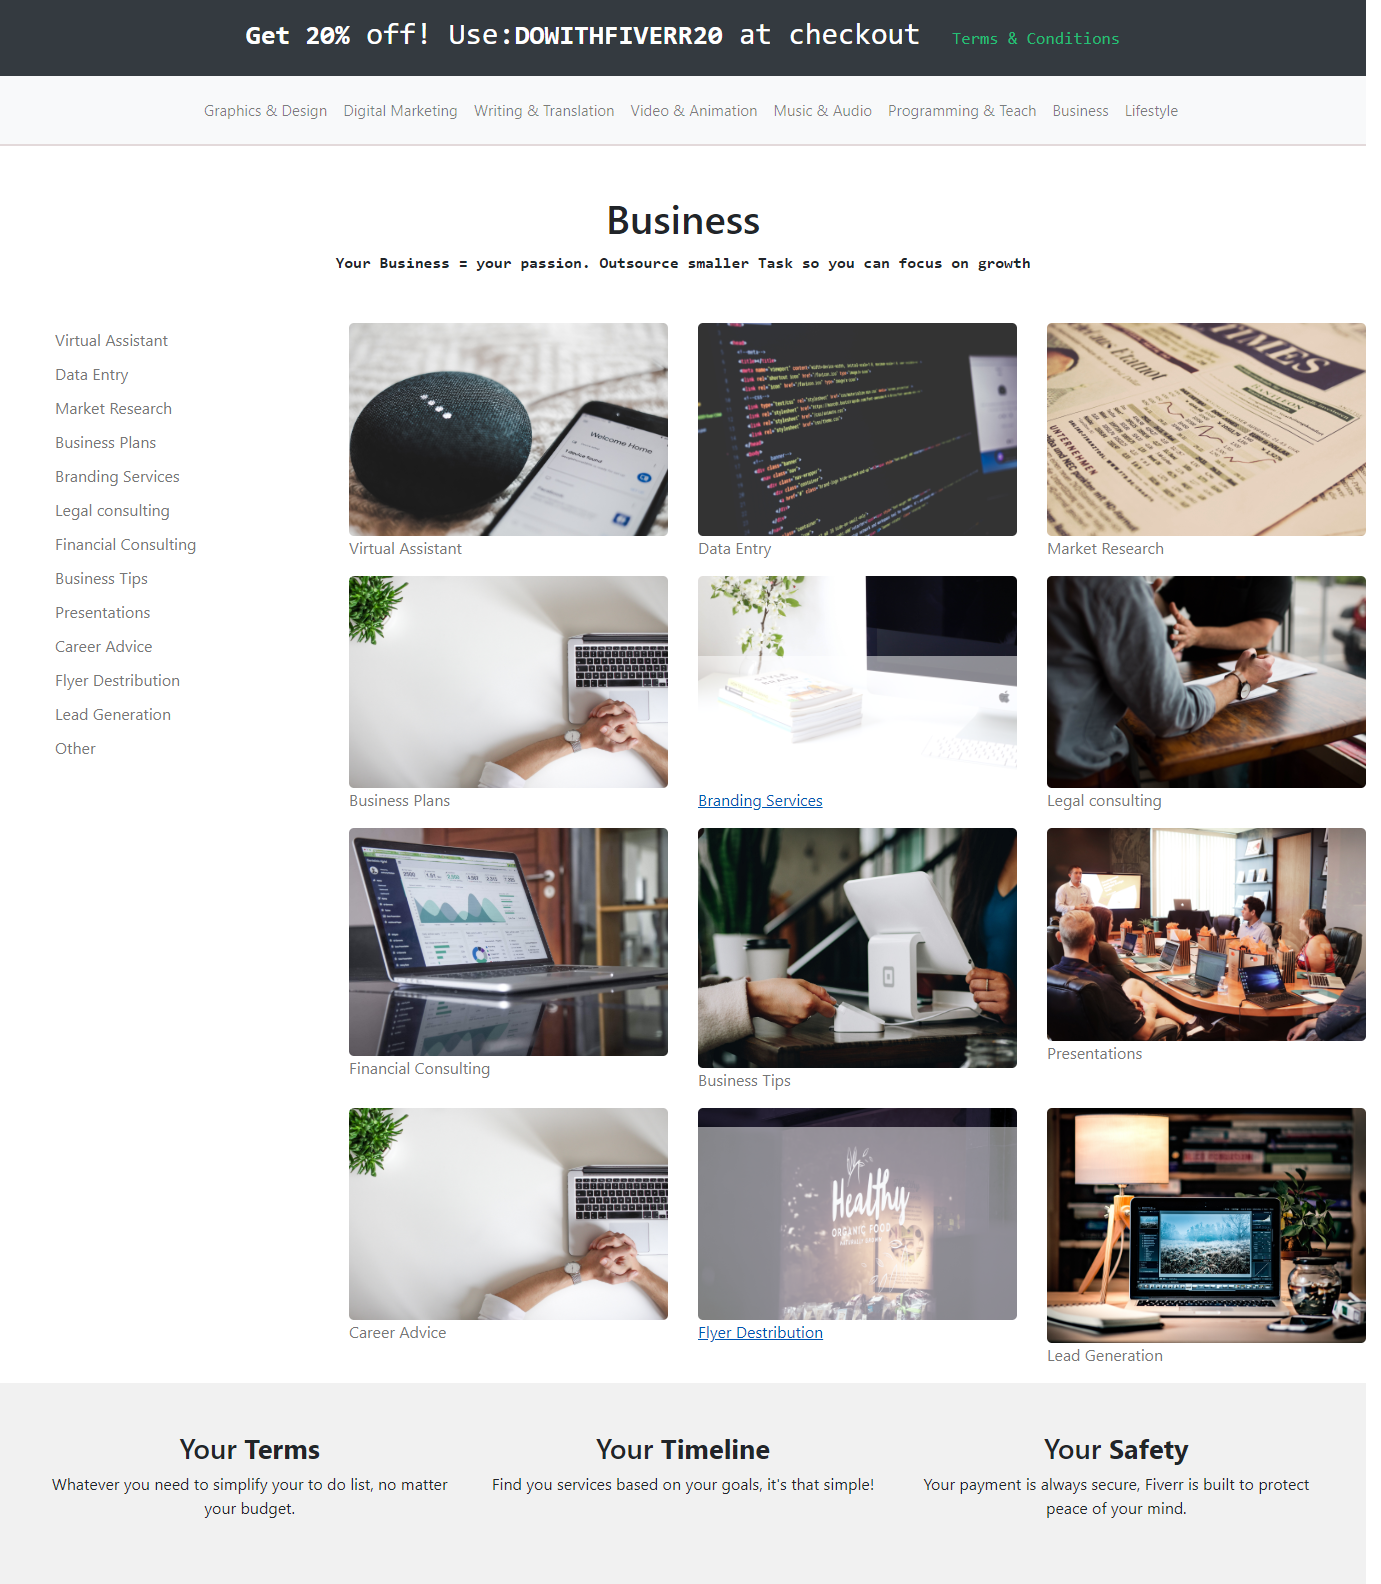 Get 20% off! Use:DOWITHFIVERR20 at checkout Terms & Conditions
Graphics & Design Digital Marketing Writing & Translation Video & Animation Music & Audio Programming & Teach Business Lifestyle
Business
Your Business = your passion. Outsource smaller Task so you can focus on growth
Virtual Assistant
Data Entry
Market Research
Business Plans
Branding Services
Legal consulting
Financial Consulting
Business Tips
Presentations
Career Advice
Flyer Destribution
Lead Generation
Other
Welcome Home
TIMES
UNTERNEHMEN
Virtual Assistant
Data Entry
Market Research
Business Plans
Branding Services
Legal consulting
Financial Consulting
Business Tips
Presentations
Healthy
ORGANIC FOOD
Career Advice
Flyer Destribution
Lead Generation
Your Terms
Whatever you need to simplify your to do list, no matter
your budget.
Your Timeline
Find you services based on your goals, it's that simple!
Your Safety
Your payment is always secure, Fiverr is built to protect
peace of your mind.